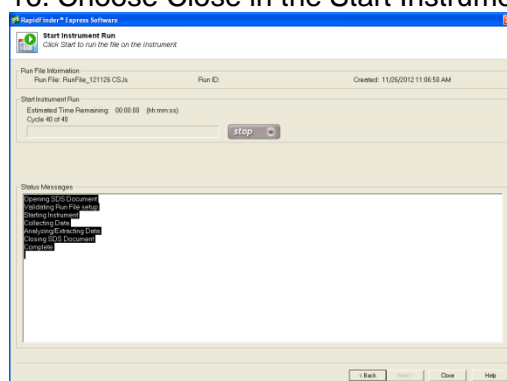 10. Choose Close in the Start Instrume
RapidFinder™ Express Software
Start Instrument Run
Click Start to run the file on the Instrument
Run File Information
Run File: RunFile_121126 CSJs Run ID: Created: 11/26/2012 11:06:50 AM
Start Instrument Run
Estimated Time Remaining: 00:00:00 (hh:mm:ss)
Cycle 40 of 40
stop
Status Messages
Opening SDS Document
Validating Run File setup
Starting Instrument
Collecting Data
Analyzing/Extracting Data
Closing SDS Document
Complete
< Back Next > Close Help